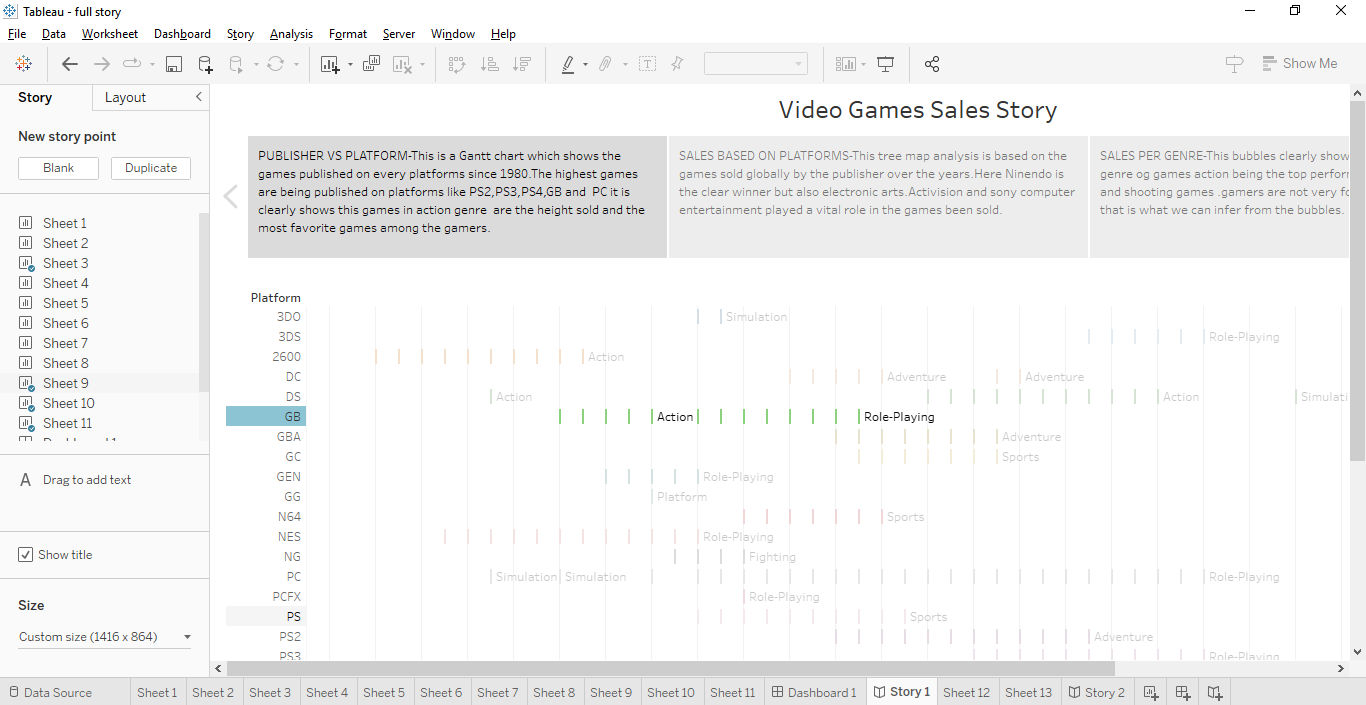 Tableau - full story
File Data Worksheet Dashboard Story Analysis Format Server Window Help
Show Me
Story Layout
New story point
Blank Duplicate
Sheet 1
Sheet 2
Sheet 3
Sheet 4
Sheet 5
Sheet 6
Sheet 7
Sheet 8
Sheet 9
Sheet 10
Sheet 11
Drag to add text
Show title
Size
Custom size (1416 x 864)
Video Games Sales Story
PUBLISHER VS PLATFORM-This is a Gantt chart which shows the
games published on every platforms since 1980.The highest games
are being published on platforms like PS2,PS3,PS4,GB and PC it is
clearly shows this games in action genre are the height sold and the
most favorite games among the gamers.
SALES BASED ON PLATFORMS-This tree map analysis is based on the
games sold globally by the publisher over the years.Here Ninendo is
the clear winner but also electronic arts.Activision and sony computer
entertainment played a vital role in the games been sold.
SALES PER GENRE-This bubbles clearly show
genre og games action being the top perfor
and shooting games .gamers are not very fo
that is what we can infer from the bubbles.
Platform
3DO Simulation
3DS Role-Playing
2600 Action
DC Adventure Adventure
DS Action Action Simulati
GB Action Role-Playing
GBA Adventure
GC Sports
GEN Role-Playing
GG Platform
N64 Sports
NES Role-Playing
NG Fighting
PC Simulation Simulation Role-Playing
PCFX Role-Playing
PS Sports
PS2 Adventure
PS3 Role-Playing
Data Source Sheet 1 Sheet 2 Sheet 3 Sheet 4 Sheet 5 Sheet 6 Sheet 7 Sheet 8 Sheet 9 Sheet 10 Sheet 11 Dashboard 1 Story 1 Sheet 12 Sheet 13 Story 2